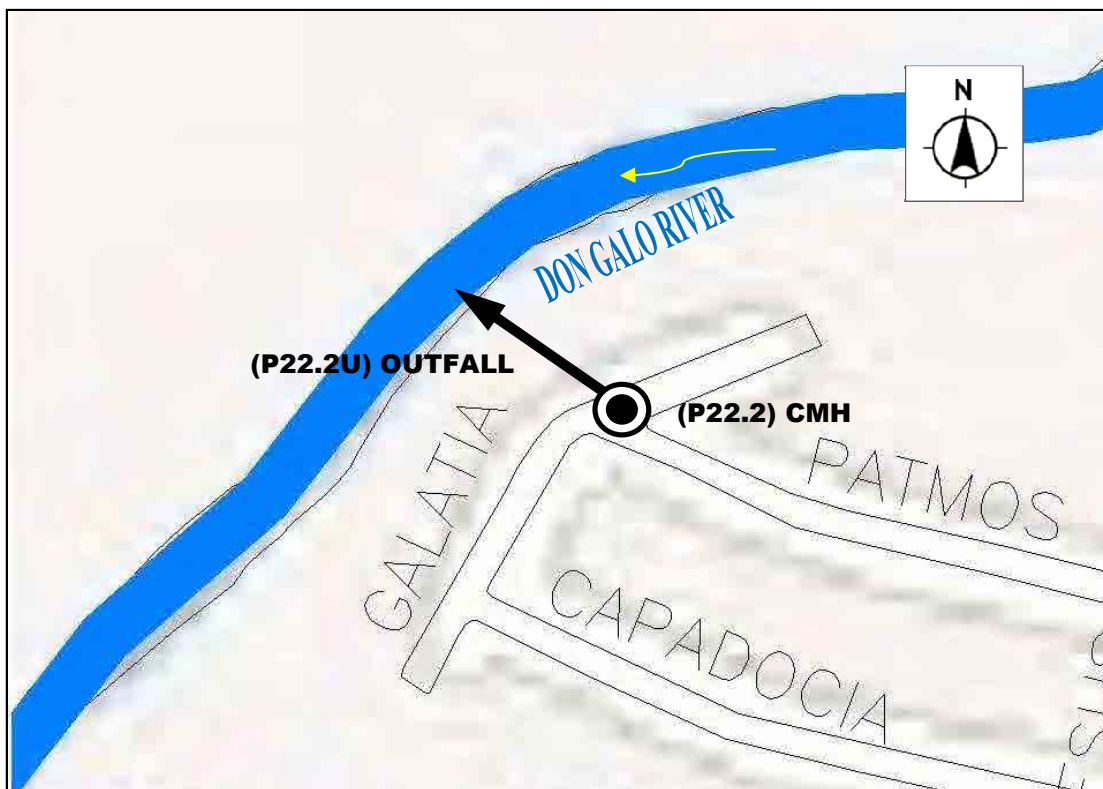 N
DON GALO RIVER
(P22.2U) OUTFALL
(P22.2) CMH
GALATIA
PATMOS
CAPADOCIA